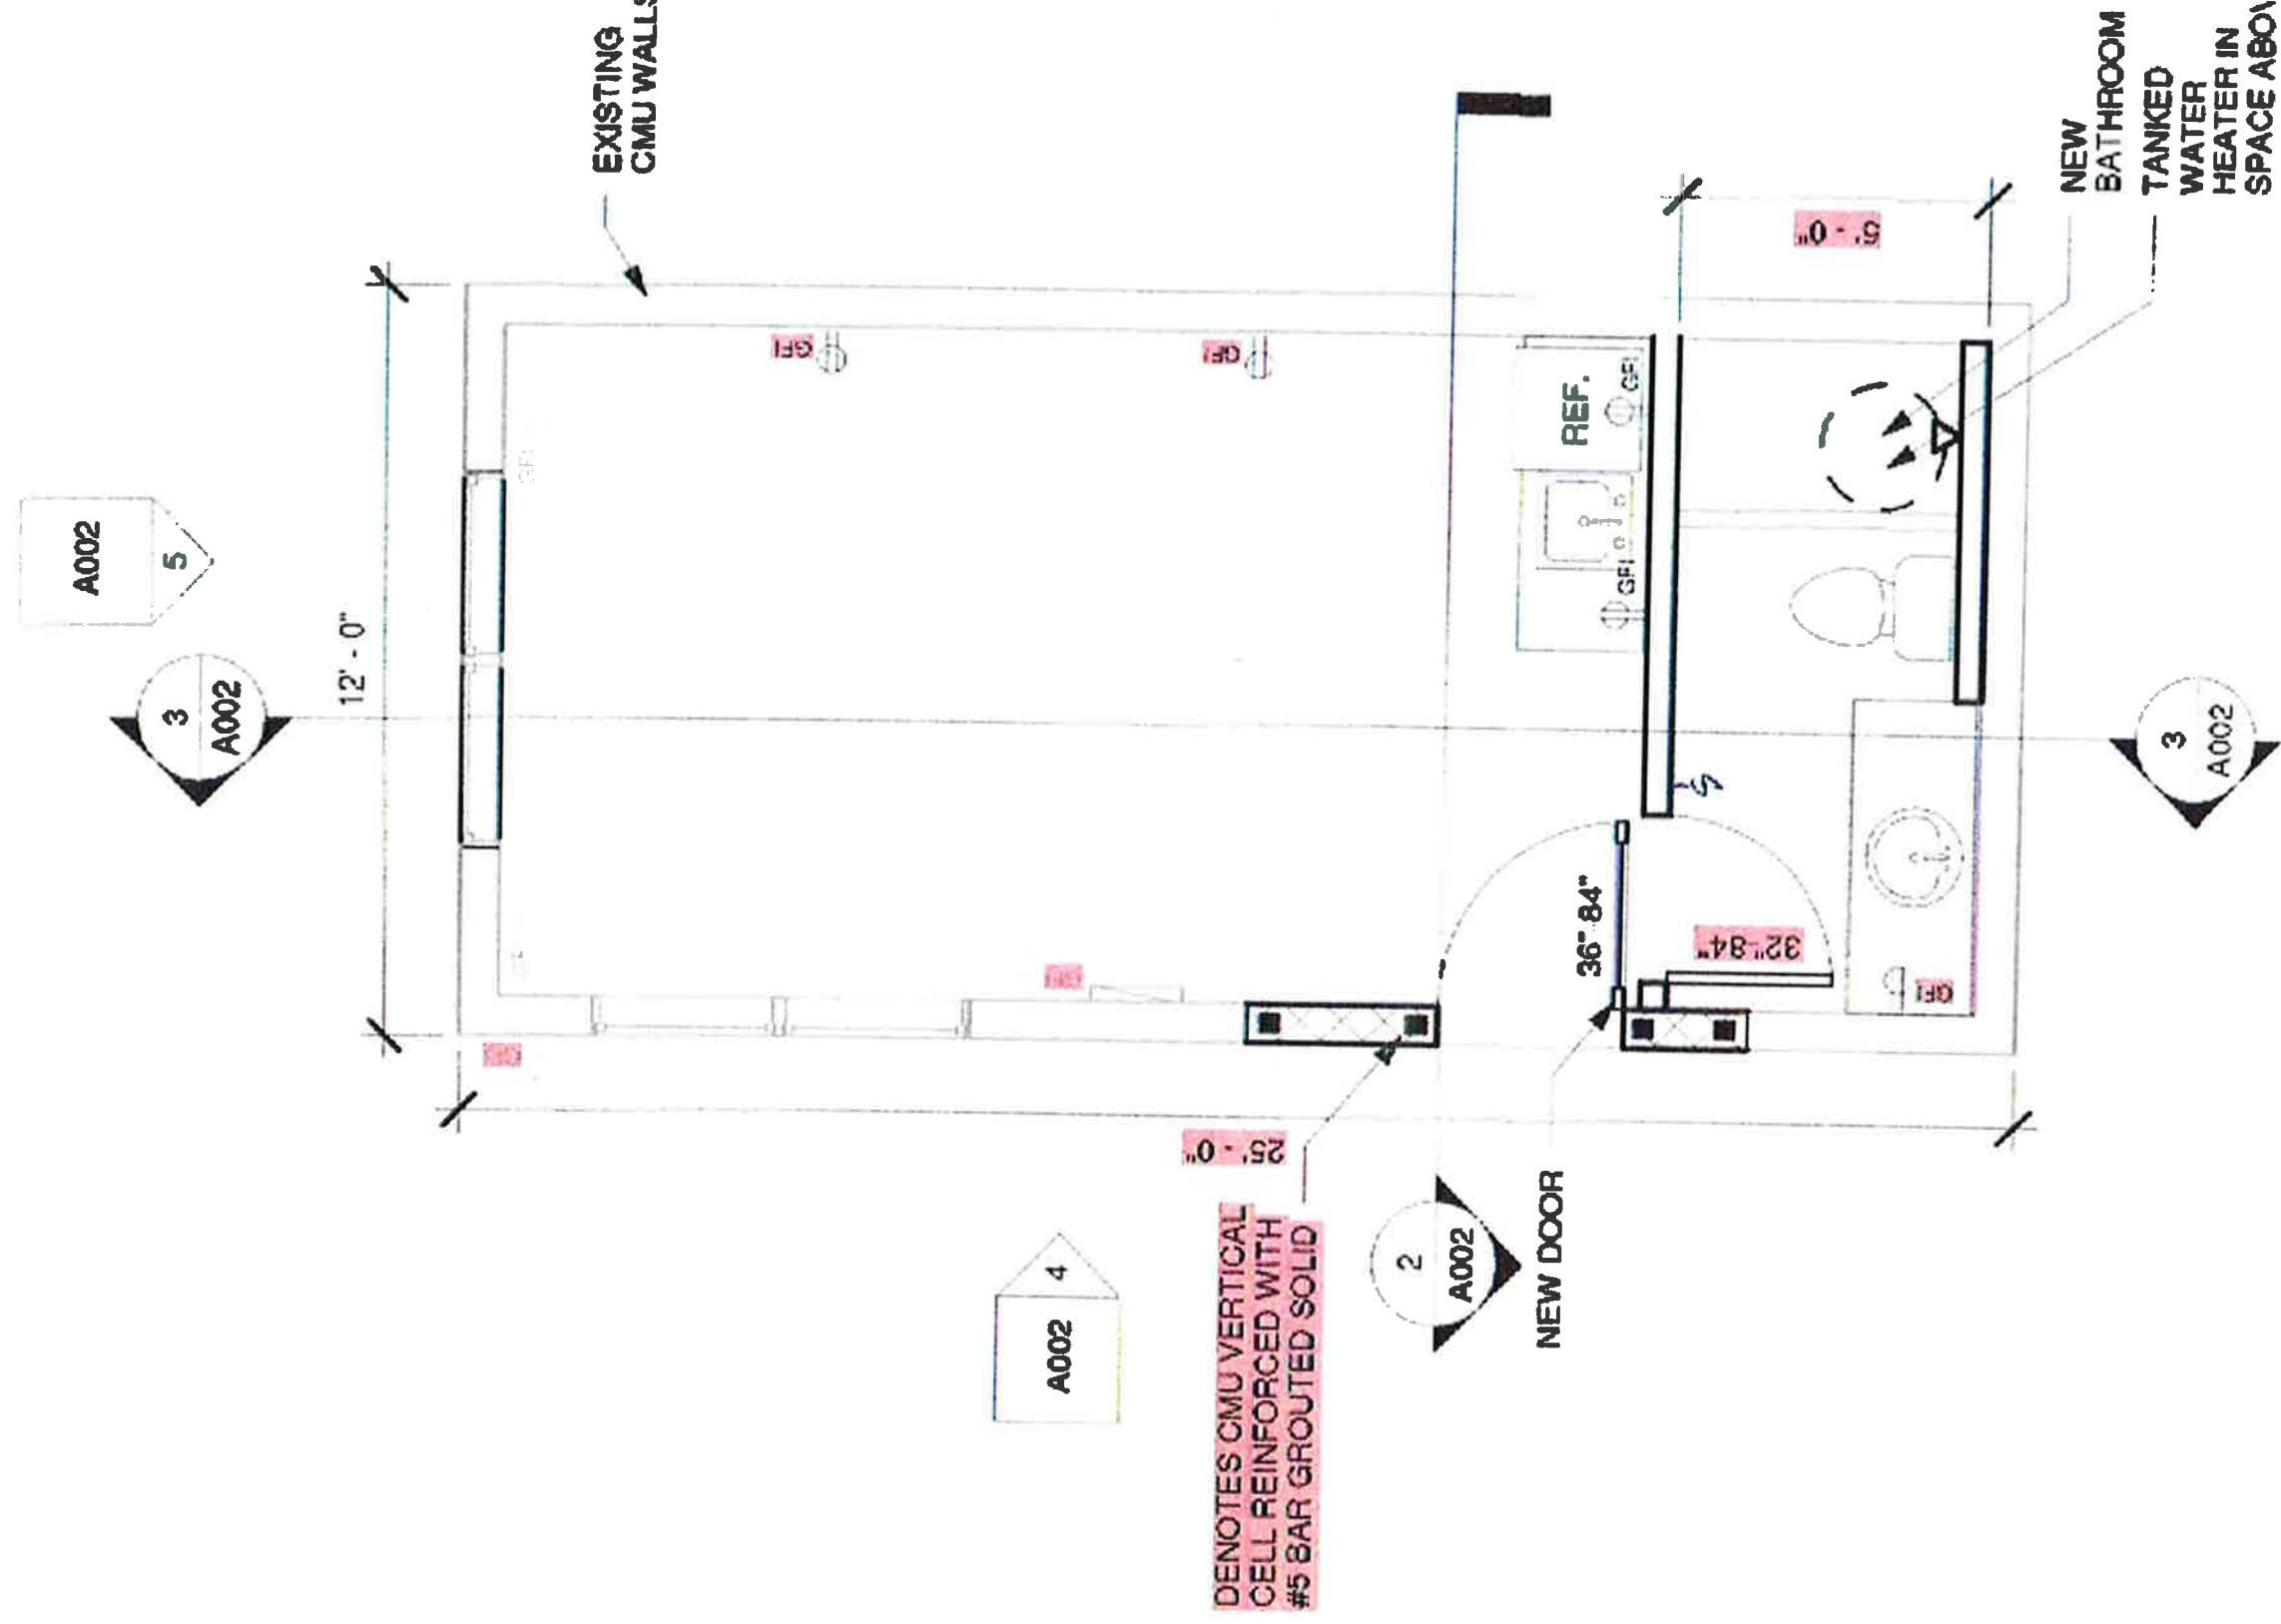 A002
5
3
A002
12' - 0"
EXISTING
CMU WALLS
GFI
GFI
GFI
GFI
REF.
GFI
GFI
5' - 0"
36"-84"
32"-84"
GFI
25' - 0"
DENOTES CMU VERTICAL
CELL REINFORCED WITH
#5 BAR GROUTED SOLID
A002
4
2
A002
NEW DOOR
3
A002
NEW
BATHROOM
TANKED
WATER
HEATER IN